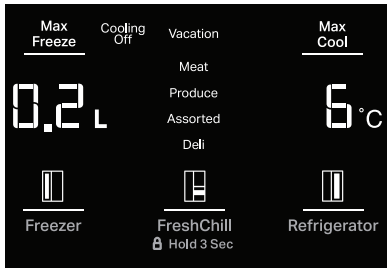 Max Freeze
Cooling Off
Vacation
Max Cool
Meat
Produce
Assorted
Deli
0.2 L
6 °C
Freezer
FreshChill
Refrigerator
Hold 3 Sec